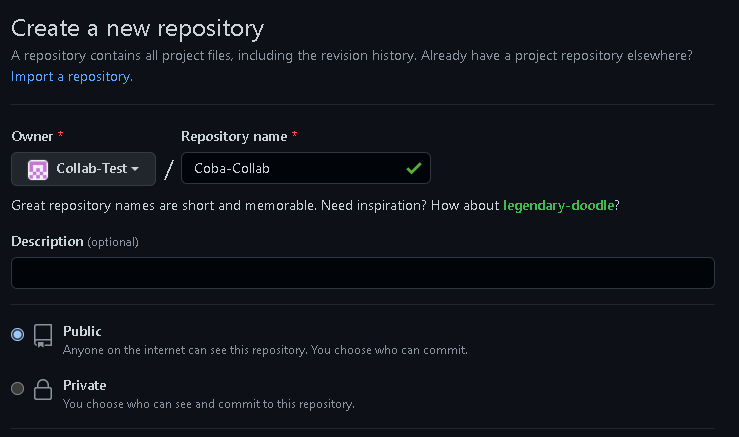 Create a new repository
A repository contains all project files, including the revision history. Already have a project repository elsewhere?
Import a repository.
Owner *
Repository name *
Collab-Test / Coba-Collab
Great repository names are short and memorable. Need inspiration? How about legendary-doodle?
Description (optional)
Public
Anyone on the internet can see this repository. You choose who can commit.
Private
You choose who can see and commit to this repository.